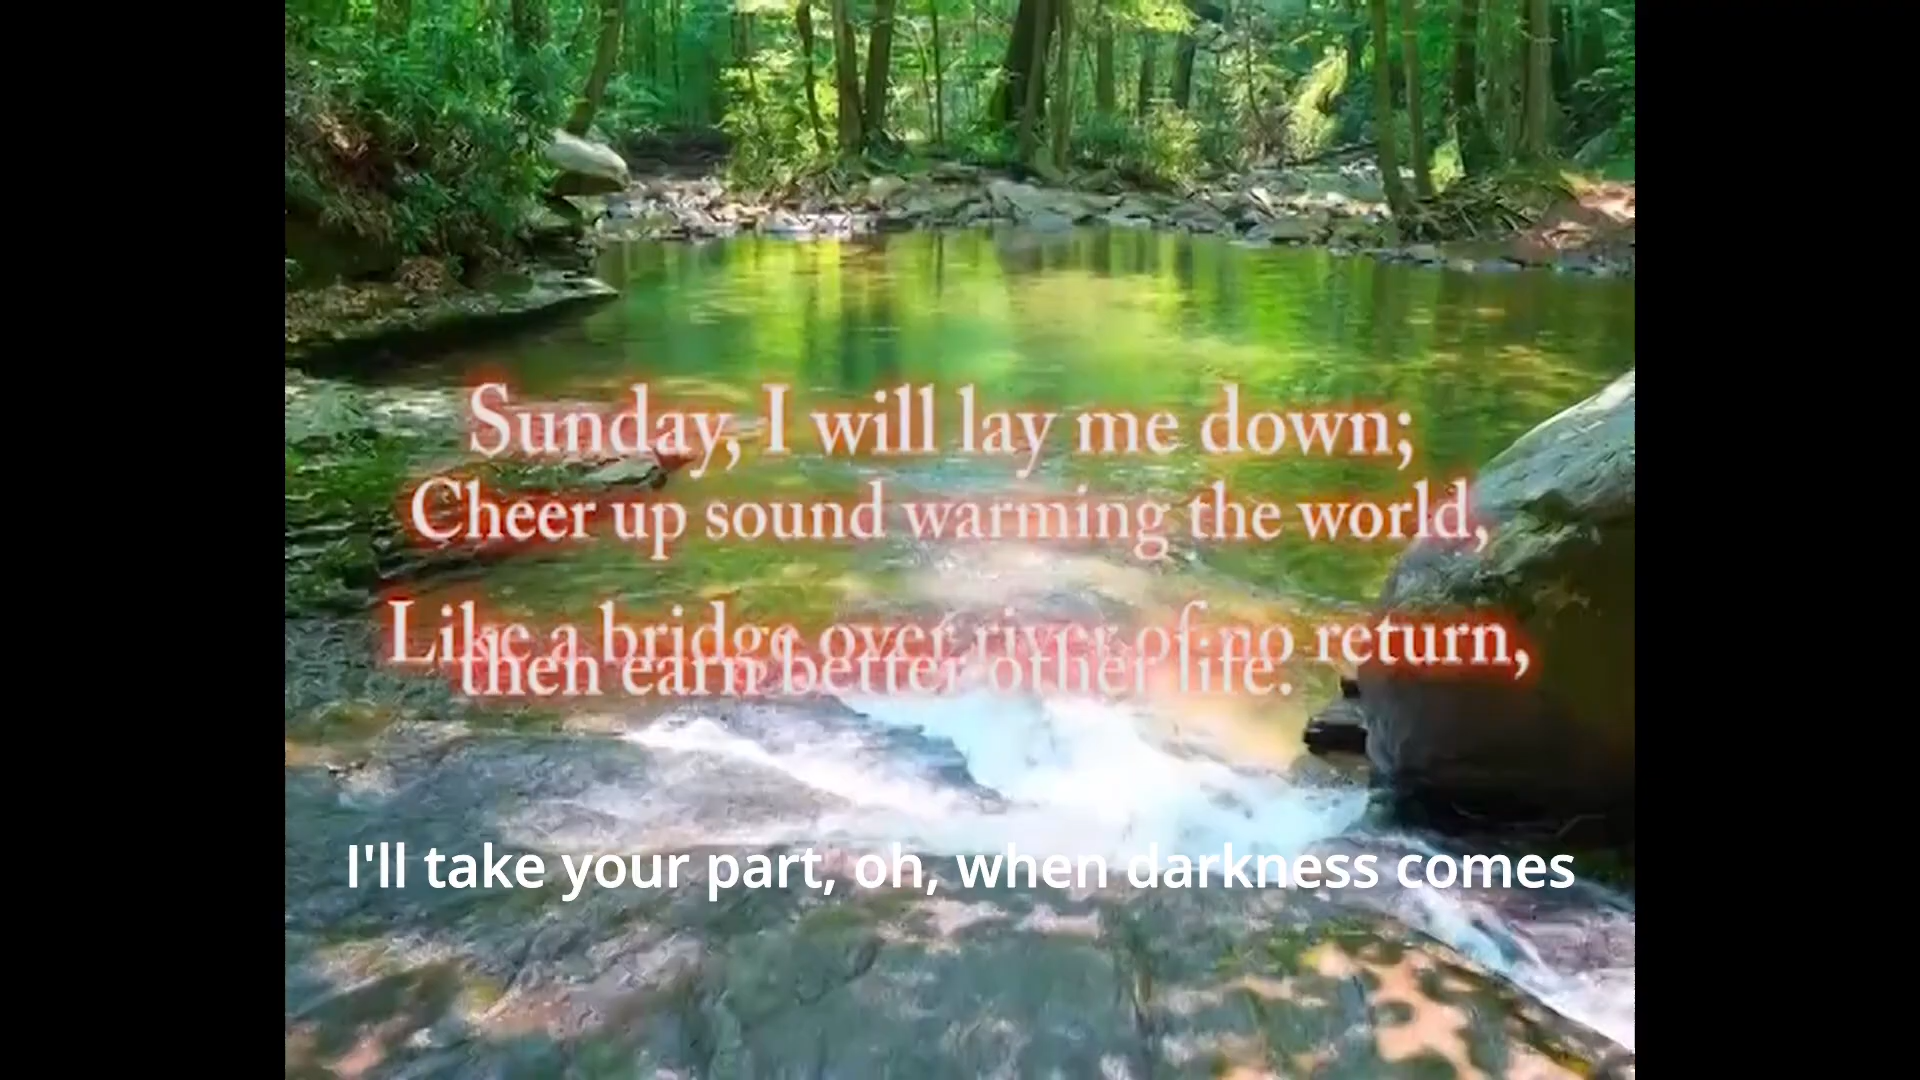 Sunday, I will lay me down;
Cheer up sound warming the world,
Like a bridge over river of no return,
then earn better other life.
I'll take your part, oh, when darkness comes